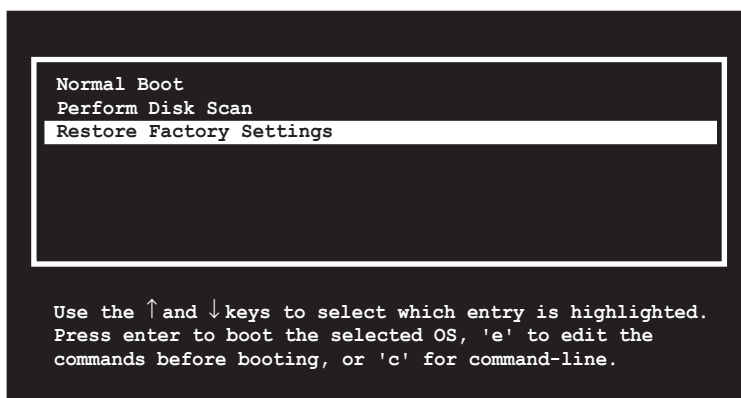 Normal Boot
Perform Disk Scan
Restore Factory Settings
Use the ↑ and ↓ keys to select which entry is highlighted.
Press enter to boot the selected OS, 'e' to edit the
commands before booting, or 'c' for command-line.